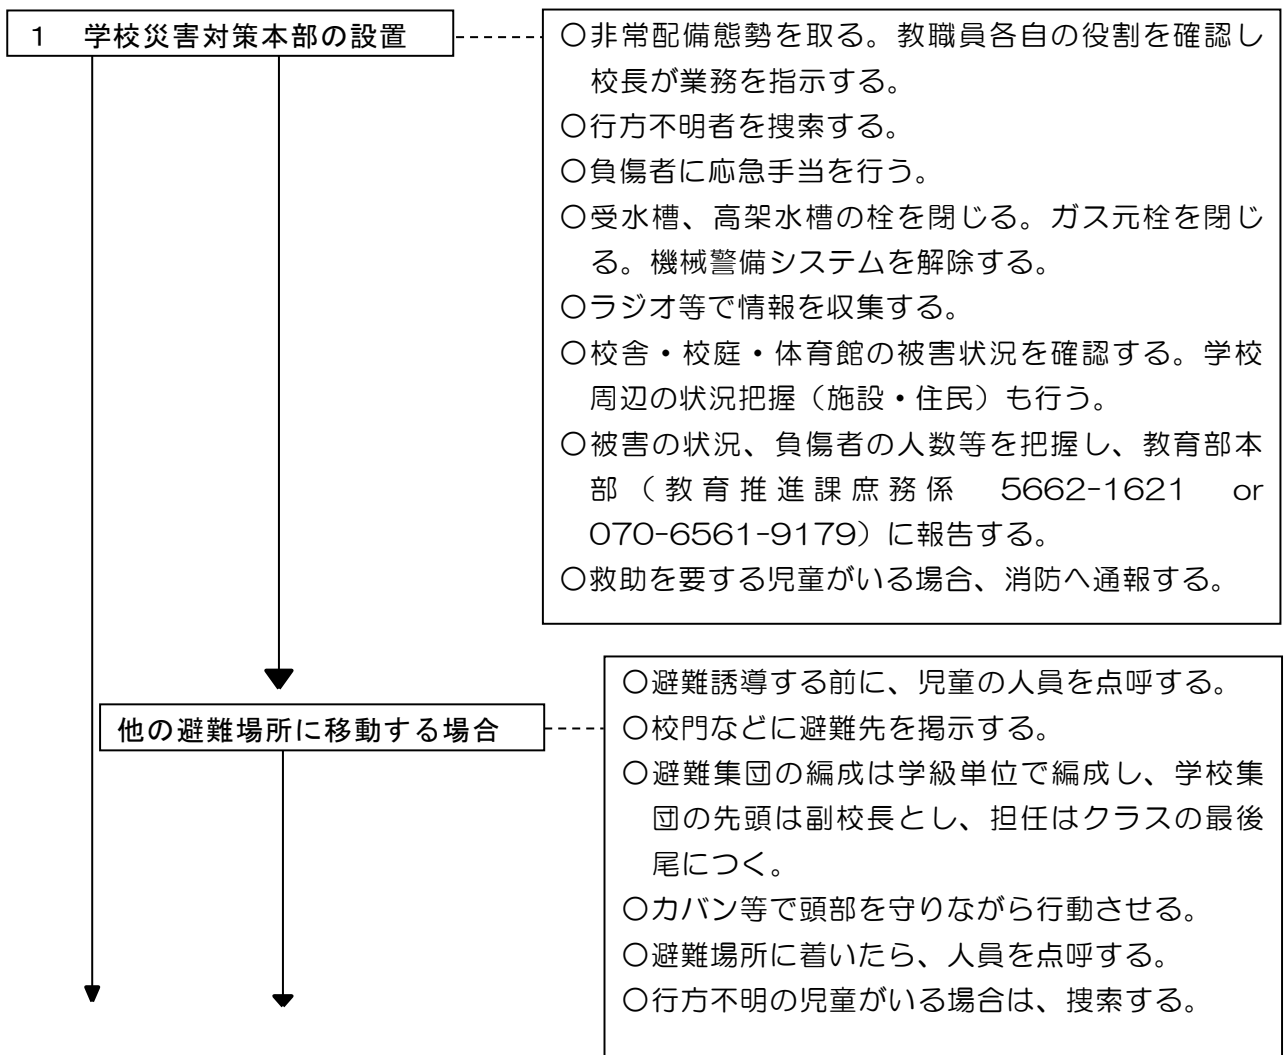 1　学校災害対策本部の設置
〇非常配備態勢を取る。教職員各自の役割を確認し
校長が業務を指示する。
〇行方不明者を捜索する。
〇負傷者に応急手当を行う。
〇受水槽、高架水槽の栓を閉じる。ガス元栓を閉じ
る。機械警備システムを解除する。
〇ラジオ等で情報を収集する。
〇校舎・校庭・体育館の被害状況を確認する。学校
周辺の状況把握（施設・住民）も行う。
〇被害の状況、負傷者の人数等を把握し、教育部本
部（教育推進課庶務係　5662-1621　or
070-6561-9179）に報告する。
〇救助を要する児童がいる場合、消防へ通報する。
他の避難場所に移動する場合
〇避難誘導する前に、児童の人員を点呼する。
〇校門などに避難先を掲示する。
〇避難集団の編成は学級単位で編成し、学校集
団の先頭は副校長とし、担任はクラスの最後
尾につく。
〇カバン等で頭部を守りながら行動させる。
〇避難場所に着いたら、人員を点呼する。
〇行方不明の児童がいる場合は、捜索する。